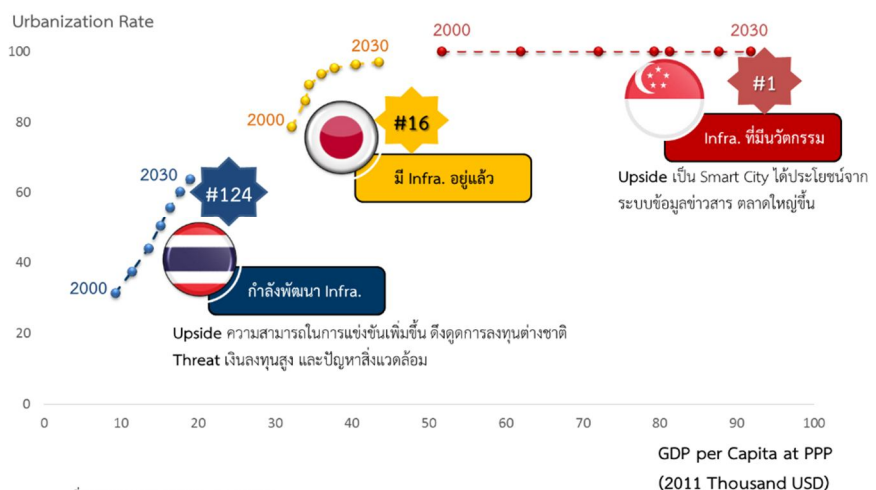 Urbanization Rate
100
80
60
40
20
0
0 10 20 30 40 50 60 70 80 90 100
GDP per Capita at PPP
(2011 Thousand USD)
2000
2030
#1
Infra. ที่มีนวัตกรรม
Upside เป็น Smart City ได้ประโยชน์จาก
ระบบข้อมูลข่าวสาร ตลาดใหญ่ขึ้น
2030
2000
#16
มี Infra. อยู่แล้ว
2030
#124
2000
กำลังพัฒนา Infra.
Upside ความสามารถในการแข่งขันเพิ่มขึ้น ดึงดูดการลงทุนต่างชาติ
Threat เงินลงทุนสูง และปัญหาสิ่งแวดล้อม